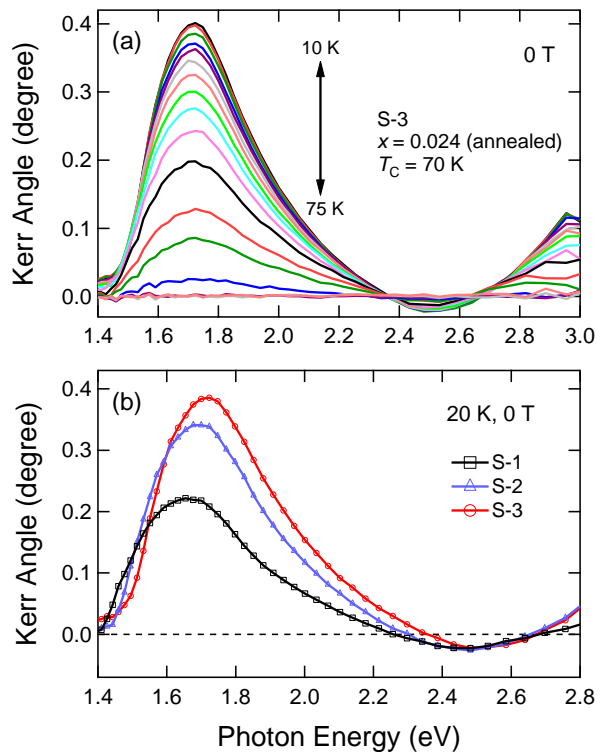 (a)
0 T
10 K
75 K
S-3
x = 0.024 (annealed)
T_C = 70 K
Kerr Angle (degree)
0.4
0.3
0.2
0.1
0.0
1.4 1.6 1.8 2.0 2.2 2.4 2.6 2.8 3.0
(b)
20 K, 0 T
S-1
S-2
S-3
Kerr Angle (degree)
0.4
0.3
0.2
0.1
0.0
1.4 1.6 1.8 2.0 2.2 2.4 2.6 2.8
Photon Energy (eV)